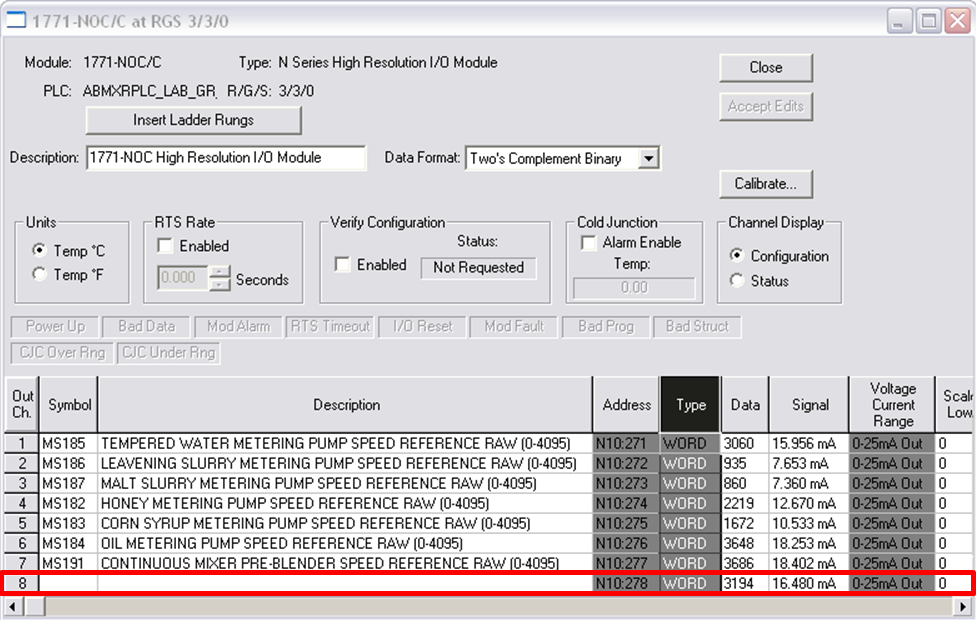 1771-NOC/C at RGS 3/3/0
Module: 1771-NOC/C Type: N Series High Resolution I/O Module Close
PLC: ABMXRPLC_LAB_GR, R/G/S: 3/3/0 Accept Edits
Insert Ladder Rungs
Description: 1771-NOC High Resolution I/O Module Data Format: Two's Complement Binary
Calibrate...
Units RTS Rate Verify Configuration Cold Junction Channel Display
Temp °C Enabled Status: Alarm Enable Configuration
Temp °F 0.000 Seconds Enabled Not Requested Temp: 0.00 Status
Power Up Bad Data Mod Alarm RTS Timeout I/O Reset Mod Fault Bad Prog Bad Struct
CJC Over Rng CJC Under Rng
Out Ch. Symbol Description Address Type Data Signal Voltage Current Range Scale Low
1 MS185 TEMPERED WATER METERING PUMP SPEED REFERENCE RAW (0-4095) N10:271 WORD 3060 15.956 mA 0-25mA Out 0
2 MS186 LEAVENING SLURRY METERING PUMP SPEED REFERENCE RAW (0-4095) N10:272 WORD 935 7.653 mA 0-25mA Out 0
3 MS187 MALT SLURRY METERING PUMP SPEED REFERENCE RAW (0-4095) N10:273 WORD 860 7.360 mA 0-25mA Out 0
4 MS182 HONEY METERING PUMP SPEED REFERENCE RAW (0-4095) N10:274 WORD 2219 12.670 mA 0-25mA Out 0
5 MS183 CORN SYRUP METERING PUMP SPEED REFERENCE RAW (0-4095) N10:275 WORD 1672 10.533 mA 0-25mA Out 0
6 MS184 OIL METERING PUMP SPEED REFERENCE RAW (0-4095) N10:276 WORD 3648 18.253 mA 0-25mA Out 0
7 MS191 CONTINUOUS MIXER PRE-BLENDER SPEED REFERENCE RAW (0-4095) N10:277 WORD 3686 18.402 mA 0-25mA Out 0
8 N10:278 WORD 3194 16.480 mA 0-25mA Out 0